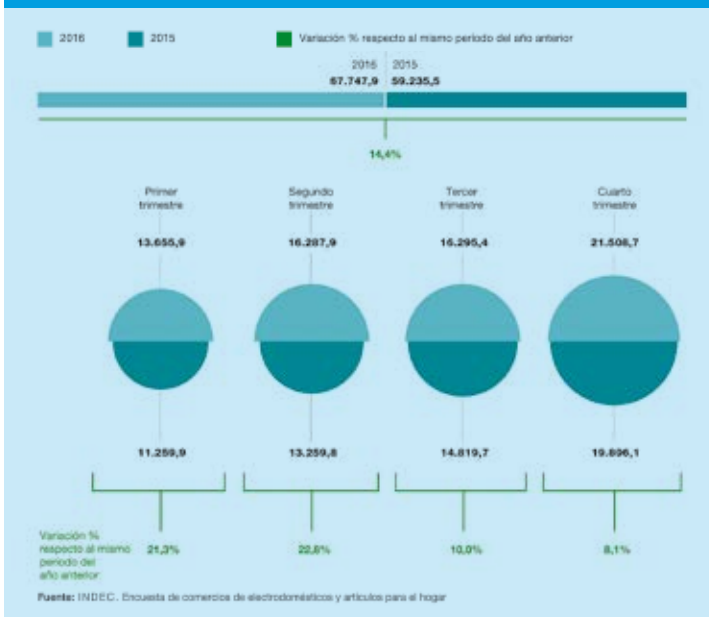 2016 2015 Variación % respecto al mismo período del año anterior
2016 2015
67.747,9 59.235,5
14,4%
Primer trimestre
Segundo trimestre
Tercer trimestre
Cuarto trimestre
13.655,9 16.287,9 16.295,4 21.508,7
11.259,9 13.259,8 14.819,7 19.896,1
Variación %
respecto al mismo
período del
año anterior
21,3% 22,8% 10,0% 8,1%
Fuente: INDEC. Encuesta de comercios de electrodomésticos y artículos para el hogar